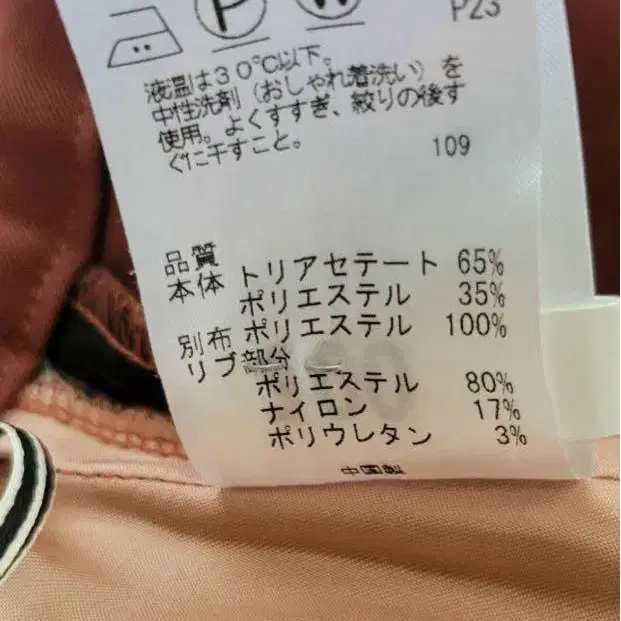 P W P23
液温は30℃以下。
中性洗剤(おしゃれ着洗い)を
使用。よくすすぎ、絞りの後す
ぐに干すこと。 109
品質
本体 トリアセテート 65%
ポリエステル 35%
別布 ポリエステル 100%
リブ部分
ポリエステル 80%
ナイロン 17%
ポリウレタン 3%
中国製